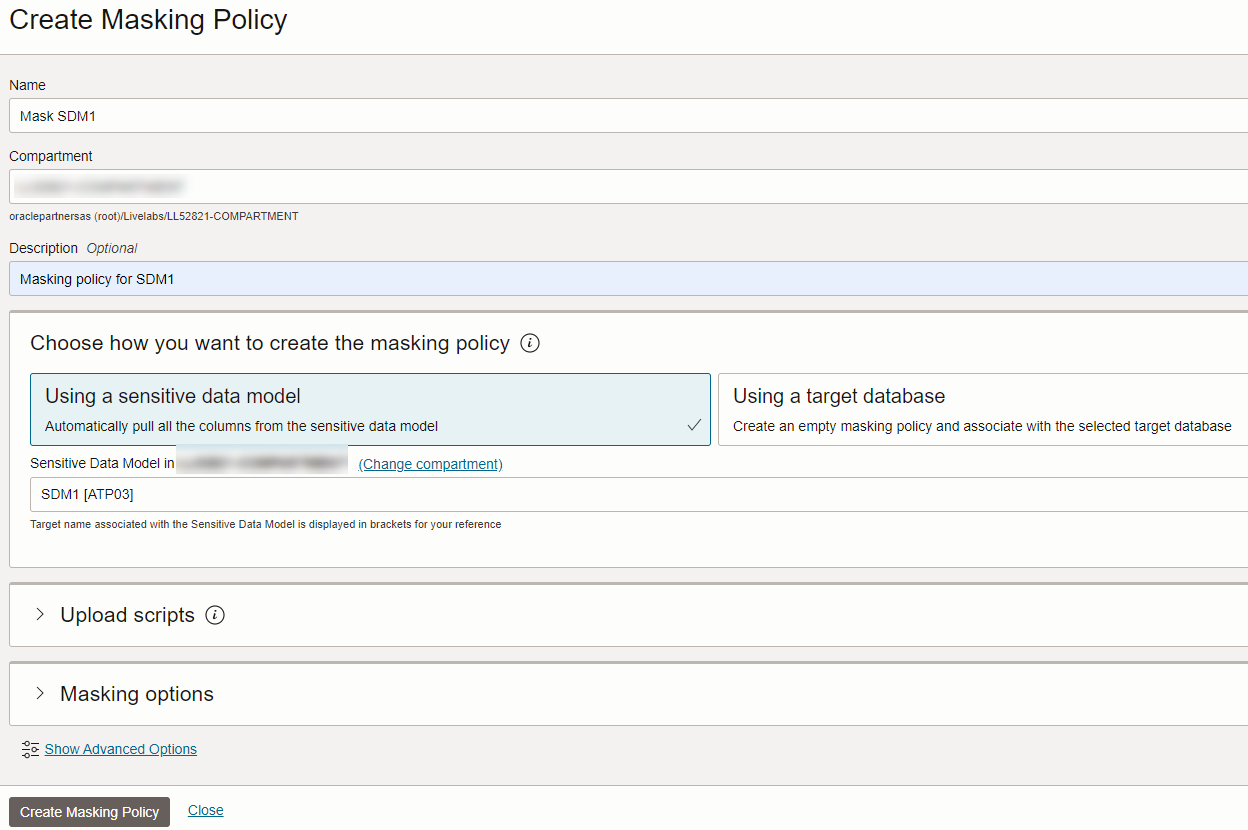 Create Masking Policy
Name
Mask SDM1
Compartment
oraclepartnersas (root)/Livelabs/LL52821-COMPARTMENT
Description Optional
Masking policy for SDM1
Choose how you want to create the masking policy
Using a sensitive data model
Automatically pull all the columns from the sensitive data model
Using a target database
Create an empty masking policy and associate with the selected target database
Sensitive Data Model in (Change compartment)
SDM1 [ATP03]
Target name associated with the Sensitive Data Model is displayed in brackets for your reference
Upload scripts
Masking options
Show Advanced Options
Create Masking Policy Close